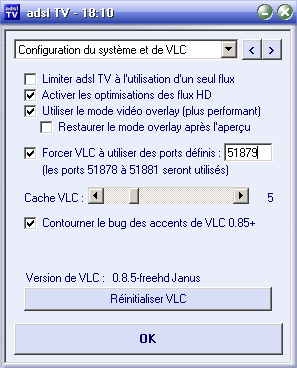 adsl TV
adsl TV - 18:10
Configuration du système et de VLC
< >
Limiter adsl TV à l'utilisation d'un seul flux
Activer les optimisations des flux HD
Utiliser le mode vidéo overlay (plus performant)
Restaurer le mode overlay après l'aperçu
Forcer VLC à utiliser des ports définis : 51879
(les ports 51878 à 51881 seront utilisés)
Cache VLC : 5
Contourner le bug des accents de VLC 0.85+
Version de VLC : 0.8.5-freehd Janus
Réinitialiser VLC
OK